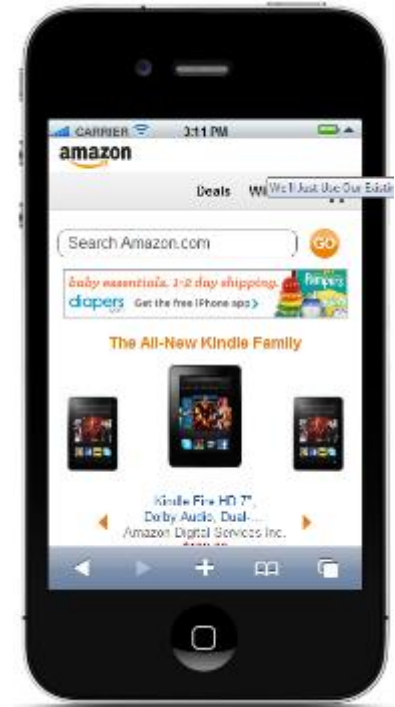 CARRIER 3:11 PM
amazon
Deals
We'll Just Use Our Existin
Search Amazon.com GO
baby essentials. 1-2 day shipping.
diapers.com Get the free iPhone app >
Pampers
The All-New Kindle Family
Kindle Fire HD 7",
Dolby Audio, Dual-...
Amazon Digital Services Inc.